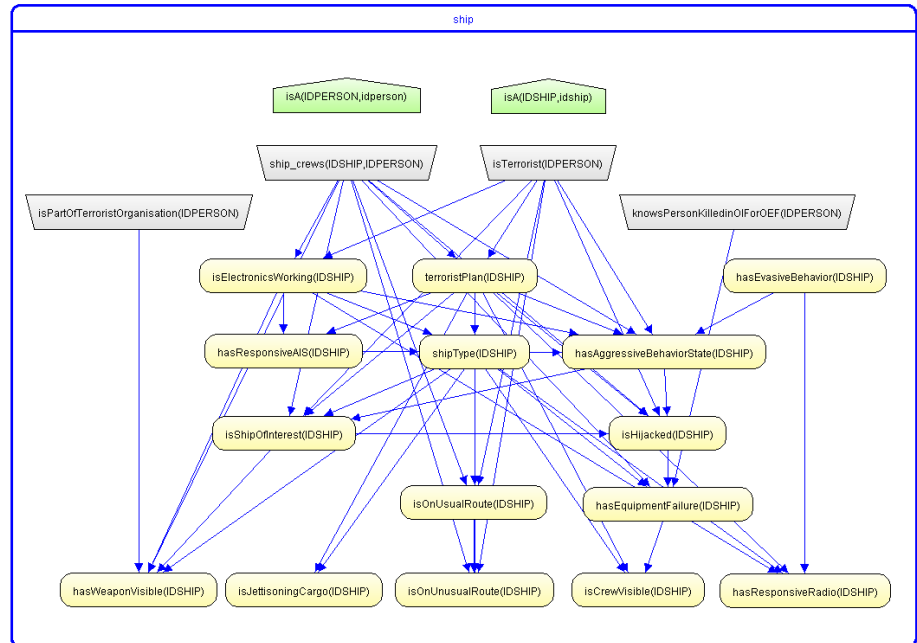 ship
isA(IDPERSON,idperson)
isA(IDSHIP,idship)
ship_crews(IDSHIP,IDPERSON)
isTerrorist(IDPERSON)
isPartOfTerroristOrganisation(IDPERSON)
knowsPersonKilledinOIForOEF(IDPERSON)
isElectronicsWorking(IDSHIP)
terroristPlan(IDSHIP)
hasEvasiveBehavior(IDSHIP)
hasResponsiveAIS(IDSHIP)
shipType(IDSHIP)
hasAggressiveBehaviorState(IDSHIP)
isShipOfInterest(IDSHIP)
isHijacked(IDSHIP)
isOnUsualRoute(IDSHIP)
hasEquipmentFailure(IDSHIP)
hasWeaponVisible(IDSHIP)
isJettisoningCargo(IDSHIP)
isOnUnusualRoute(IDSHIP)
isCrewVisible(IDSHIP)
hasResponsiveRadio(IDSHIP)